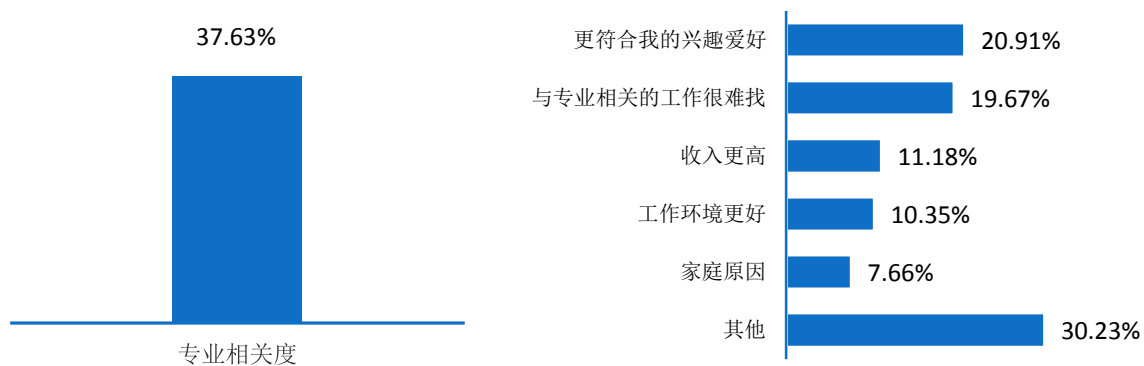 37.63%
专业相关度
更符合我的兴趣爱好 20.91%
与专业相关的工作很难找 19.67%
收入更高 11.18%
工作环境更好 10.35%
家庭原因 7.66%
其他 30.23%